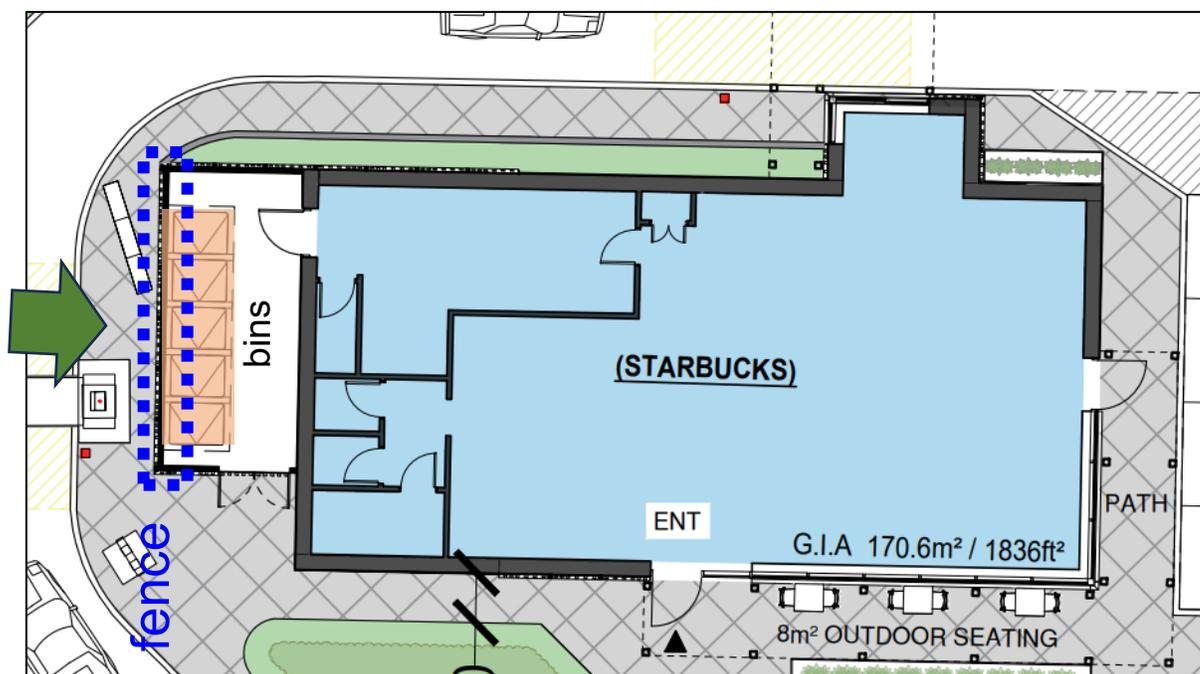 bins
(STARBUCKS)
ENT
PATH
G.I.A 170.6m² / 1836ft²
fence
8m² OUTDOOR SEATING